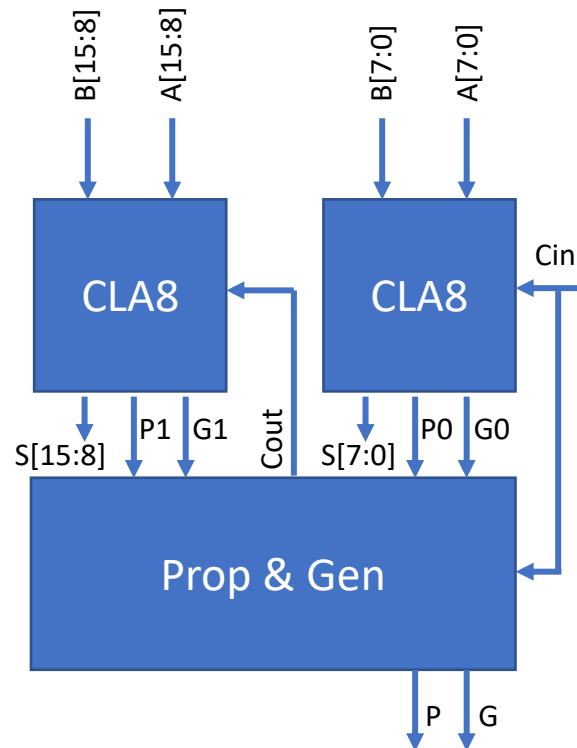 B[15:8]
A[15:8]
B[7:0]
A[7:0]
Cin
CLA8
CLA8
S[15:8]
P1
G1
Cout
S[7:0]
P0
G0
Prop & Gen
P
G